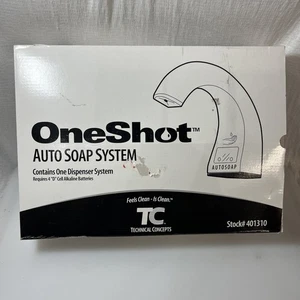 AUTOSOAP
OneShot™
AUTO SOAP SYSTEM
Contains One Dispenser System
Requires 4 "D" Cell Alkaline Batteries
Feels Clean - Is Clean.™
TC
TECHNICAL CONCEPTS
Stock# 401310